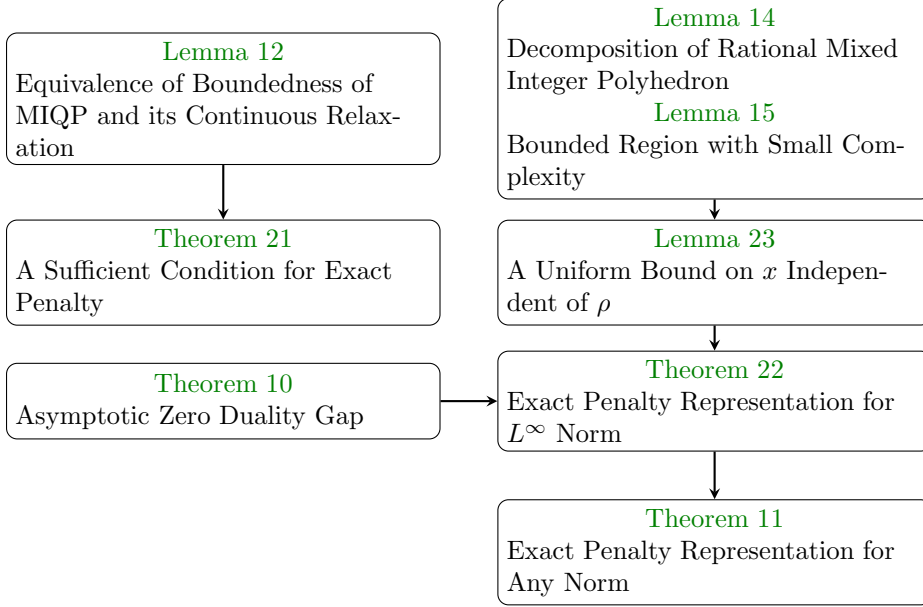 Lemma 12
Equivalence of Boundedness of
MIQP and its Continuous Relax-
ation
Theorem 21
A Sufficient Condition for Exact
Penalty
Theorem 10
Asymptotic Zero Duality Gap
Lemma 14
Decomposition of Rational Mixed
Integer Polyhedron
Lemma 15
Bounded Region with Small Com-
plexity
Lemma 23
A Uniform Bound on x Indepen-
dent of ρ
Theorem 22
Exact Penalty Representation for
L∞ Norm
Theorem 11
Exact Penalty Representation for
Any Norm